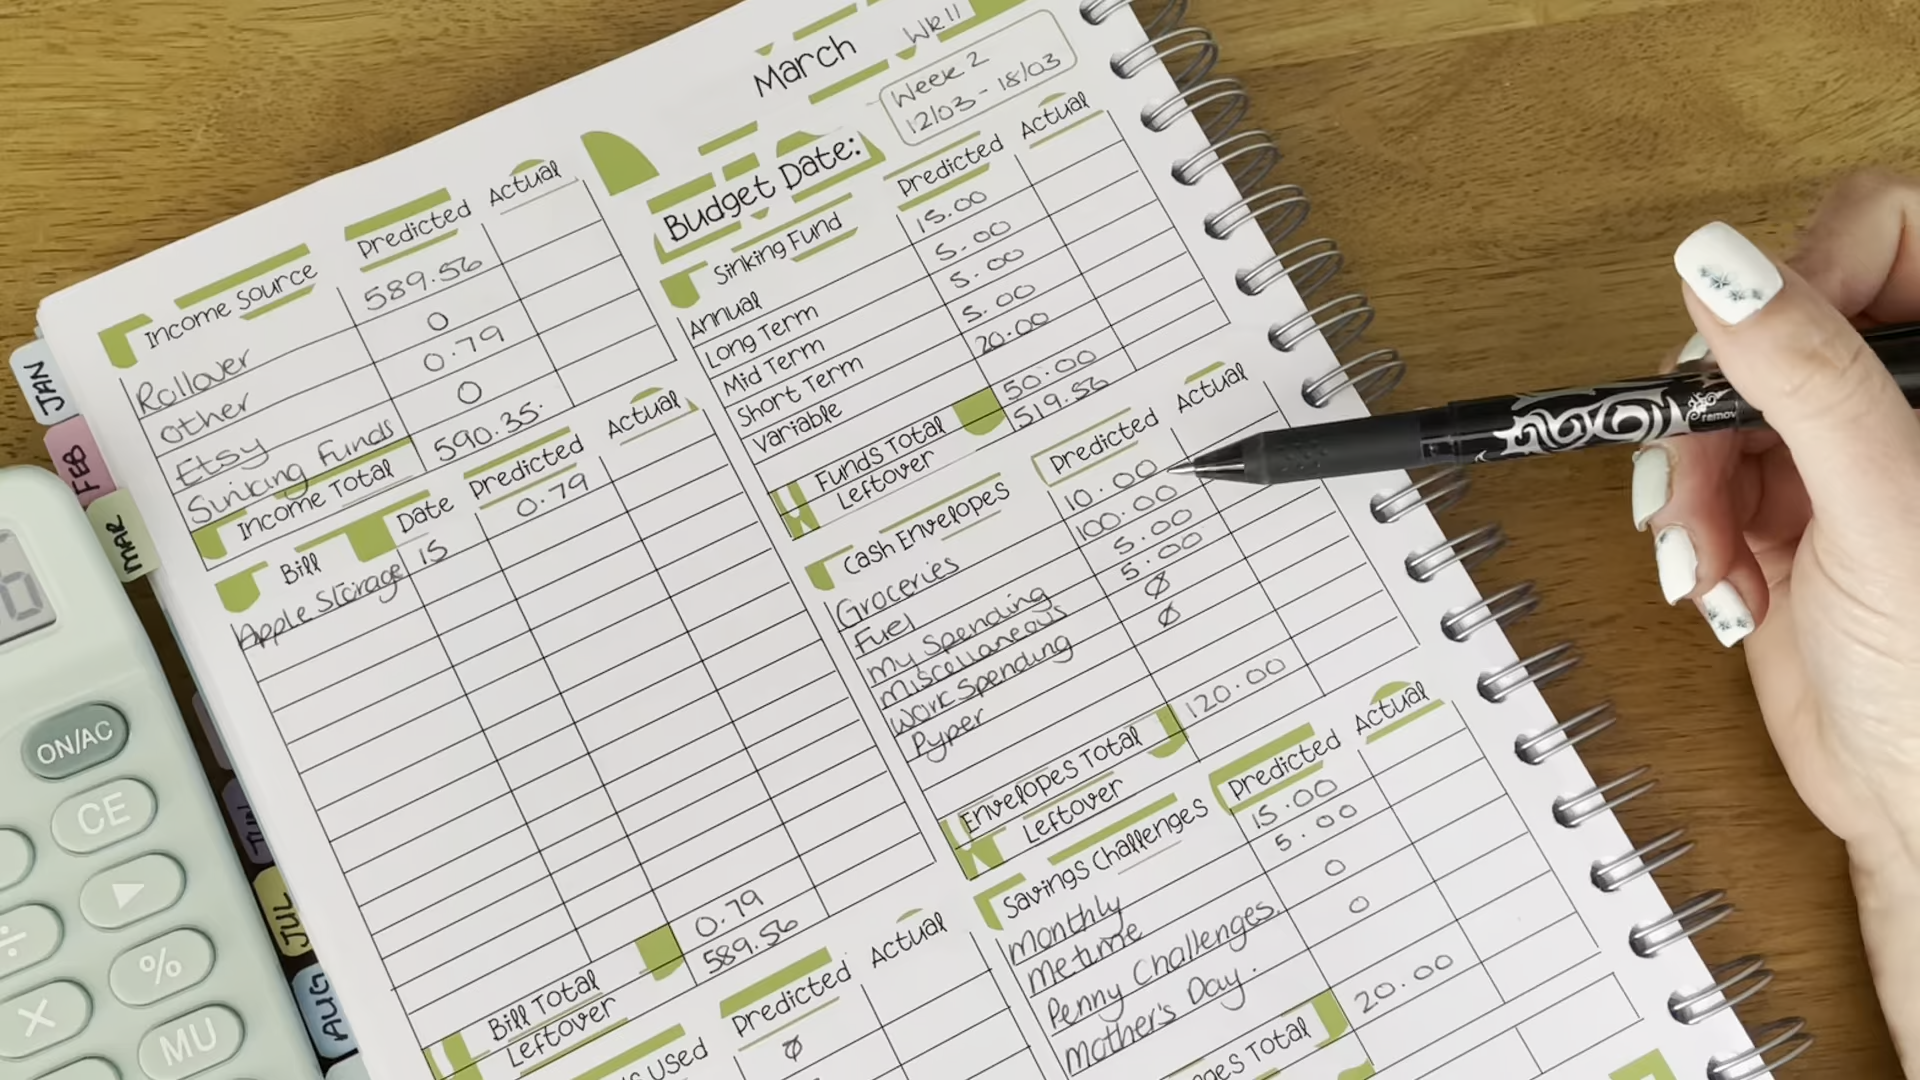 March
Wk 11
Week 2
12/03 - 18/03
Budget Date:
Income Source Predicted Actual
Rollover 589.56
Other 0
Etsy 0.79
Sinking Funds 0
Income Total 590.35
Bill Date Predicted Actual
Apple Storage 15 0.79
Bill Total 0.79
Leftover 589.56
Used Predicted Actual
0
Sinking Fund Predicted Actual
Annual 15.00
Long Term 5.00
Mid Term 5.00
Short Term 5.00
Variable 20.00
Funds Total 50.00
Leftover 519.56
Cash Envelopes Predicted Actual
Groceries 10.00
Fuel 100.00
My Spending 5.00
Miscellaneous 5.00
Work Spending 0
Pyper 0
Envelopes Total 120.00
Leftover
Savings Challenges Predicted Actual
Monthly 15.00
Me time 5.00
Penny Challenges. 0
Mother's Day. 0
Total 20.00
JAN
FEB
MAR
JUN
JUL
AUG
ON/AC
CE
▶
÷
%
×
MU